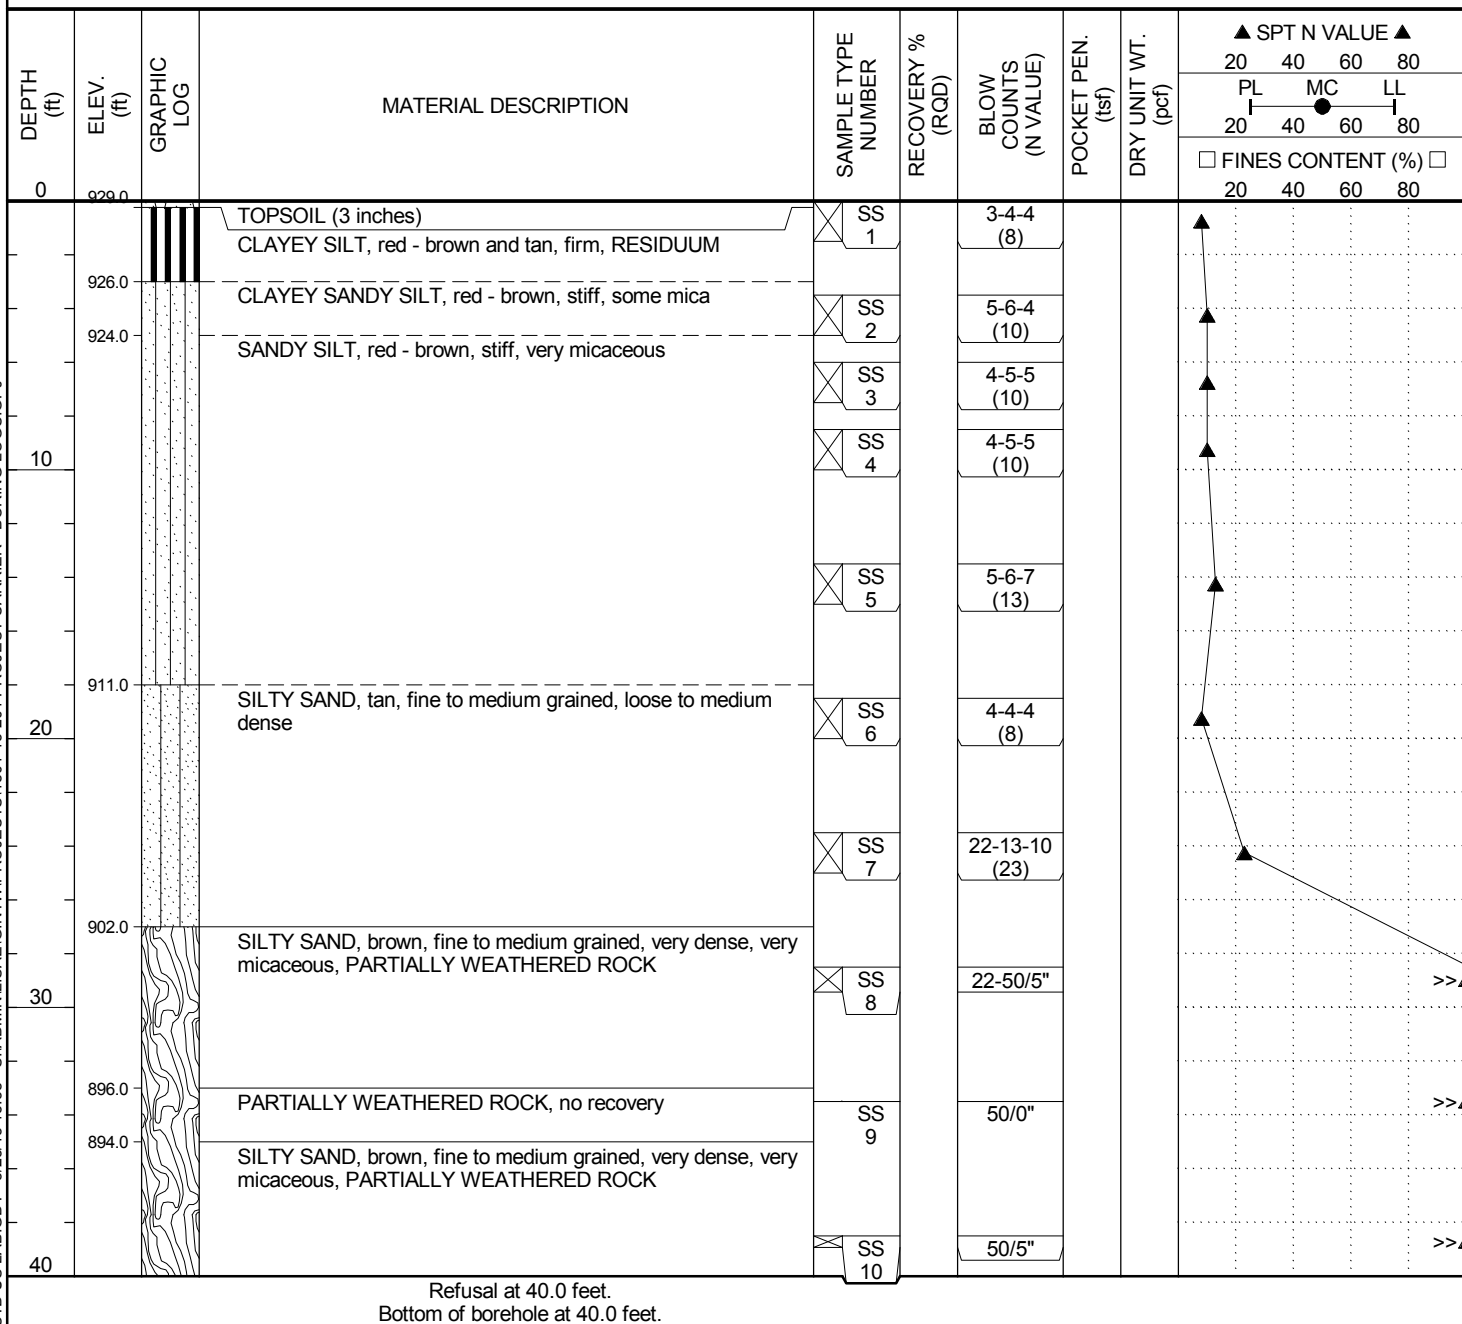 DEPTH (ft)
ELEV. (ft)
GRAPHIC LOG
MATERIAL DESCRIPTION
SAMPLE TYPE NUMBER
RECOVERY % (RQD)
BLOW COUNTS (N VALUE)
POCKET PEN. (tsf)
DRY UNIT WT. (pcf)
▲ SPT N VALUE ▲
20 40 60 80
PL MC LL
20 40 60 80
□ FINES CONTENT (%) □
20 40 60 80
0
929.0
TOPSOIL (3 inches)
SS 1
3-4-4 (8)
CLAYEY SILT, red - brown and tan, firm, RESIDUUM
926.0
CLAYEY SANDY SILT, red - brown, stiff, some mica
SS 2
5-6-4 (10)
924.0
SANDY SILT, red - brown, stiff, very micaceous
SS 3
4-5-5 (10)
10
SS 4
4-5-5 (10)
SS 5
5-6-7 (13)
911.0
SILTY SAND, tan, fine to medium grained, loose to medium
dense
20
SS 6
4-4-4 (8)
SS 7
22-13-10 (23)
902.0
SILTY SAND, brown, fine to medium grained, very dense, very
micaceous, PARTIALLY WEATHERED ROCK
30
SS 8
22-50/5"
>>▲
896.0
PARTIALLY WEATHERED ROCK, no recovery
SS 9
50/0"
>>▲
894.0
SILTY SAND, brown, fine to medium grained, very dense, very
micaceous, PARTIALLY WEATHERED ROCK
40
SS 10
50/5"
>>▲
Refusal at 40.0 feet.
Bottom of borehole at 40.0 feet.